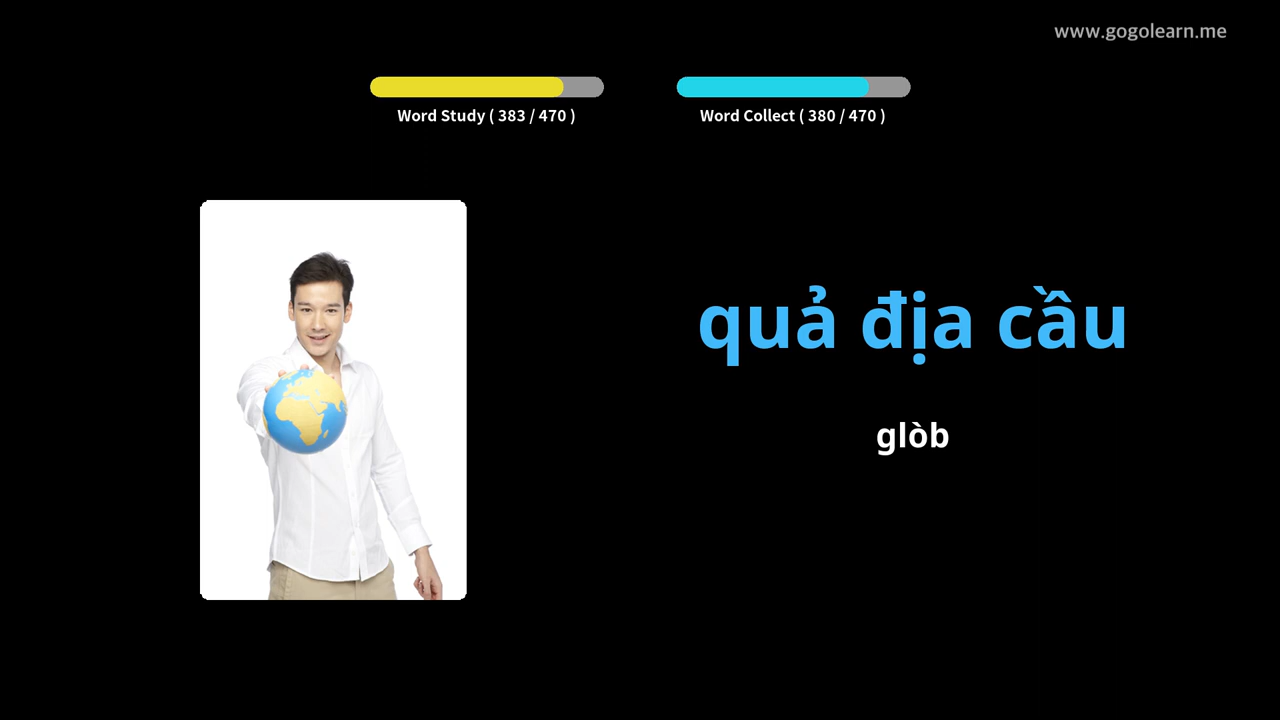 www.gogolearn.me
Word Study ( 383 / 470 )
Word Collect ( 380 / 470 )
quả địa cầu
glòb